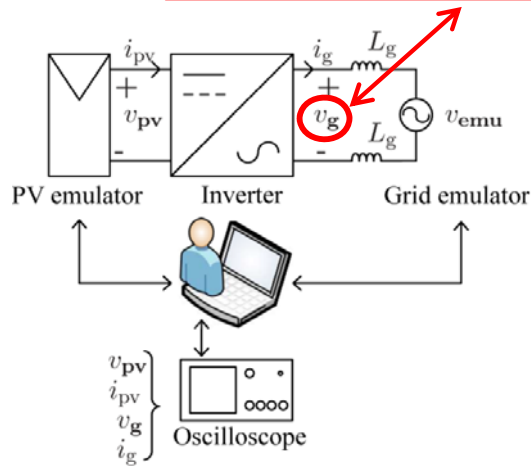 i_pv i_g L_g
+ +
v_pv v_g v_emu
- - L_g
PV emulator Inverter Grid emulator
v_pv
i_pv
v_g
i_g
Oscilloscope